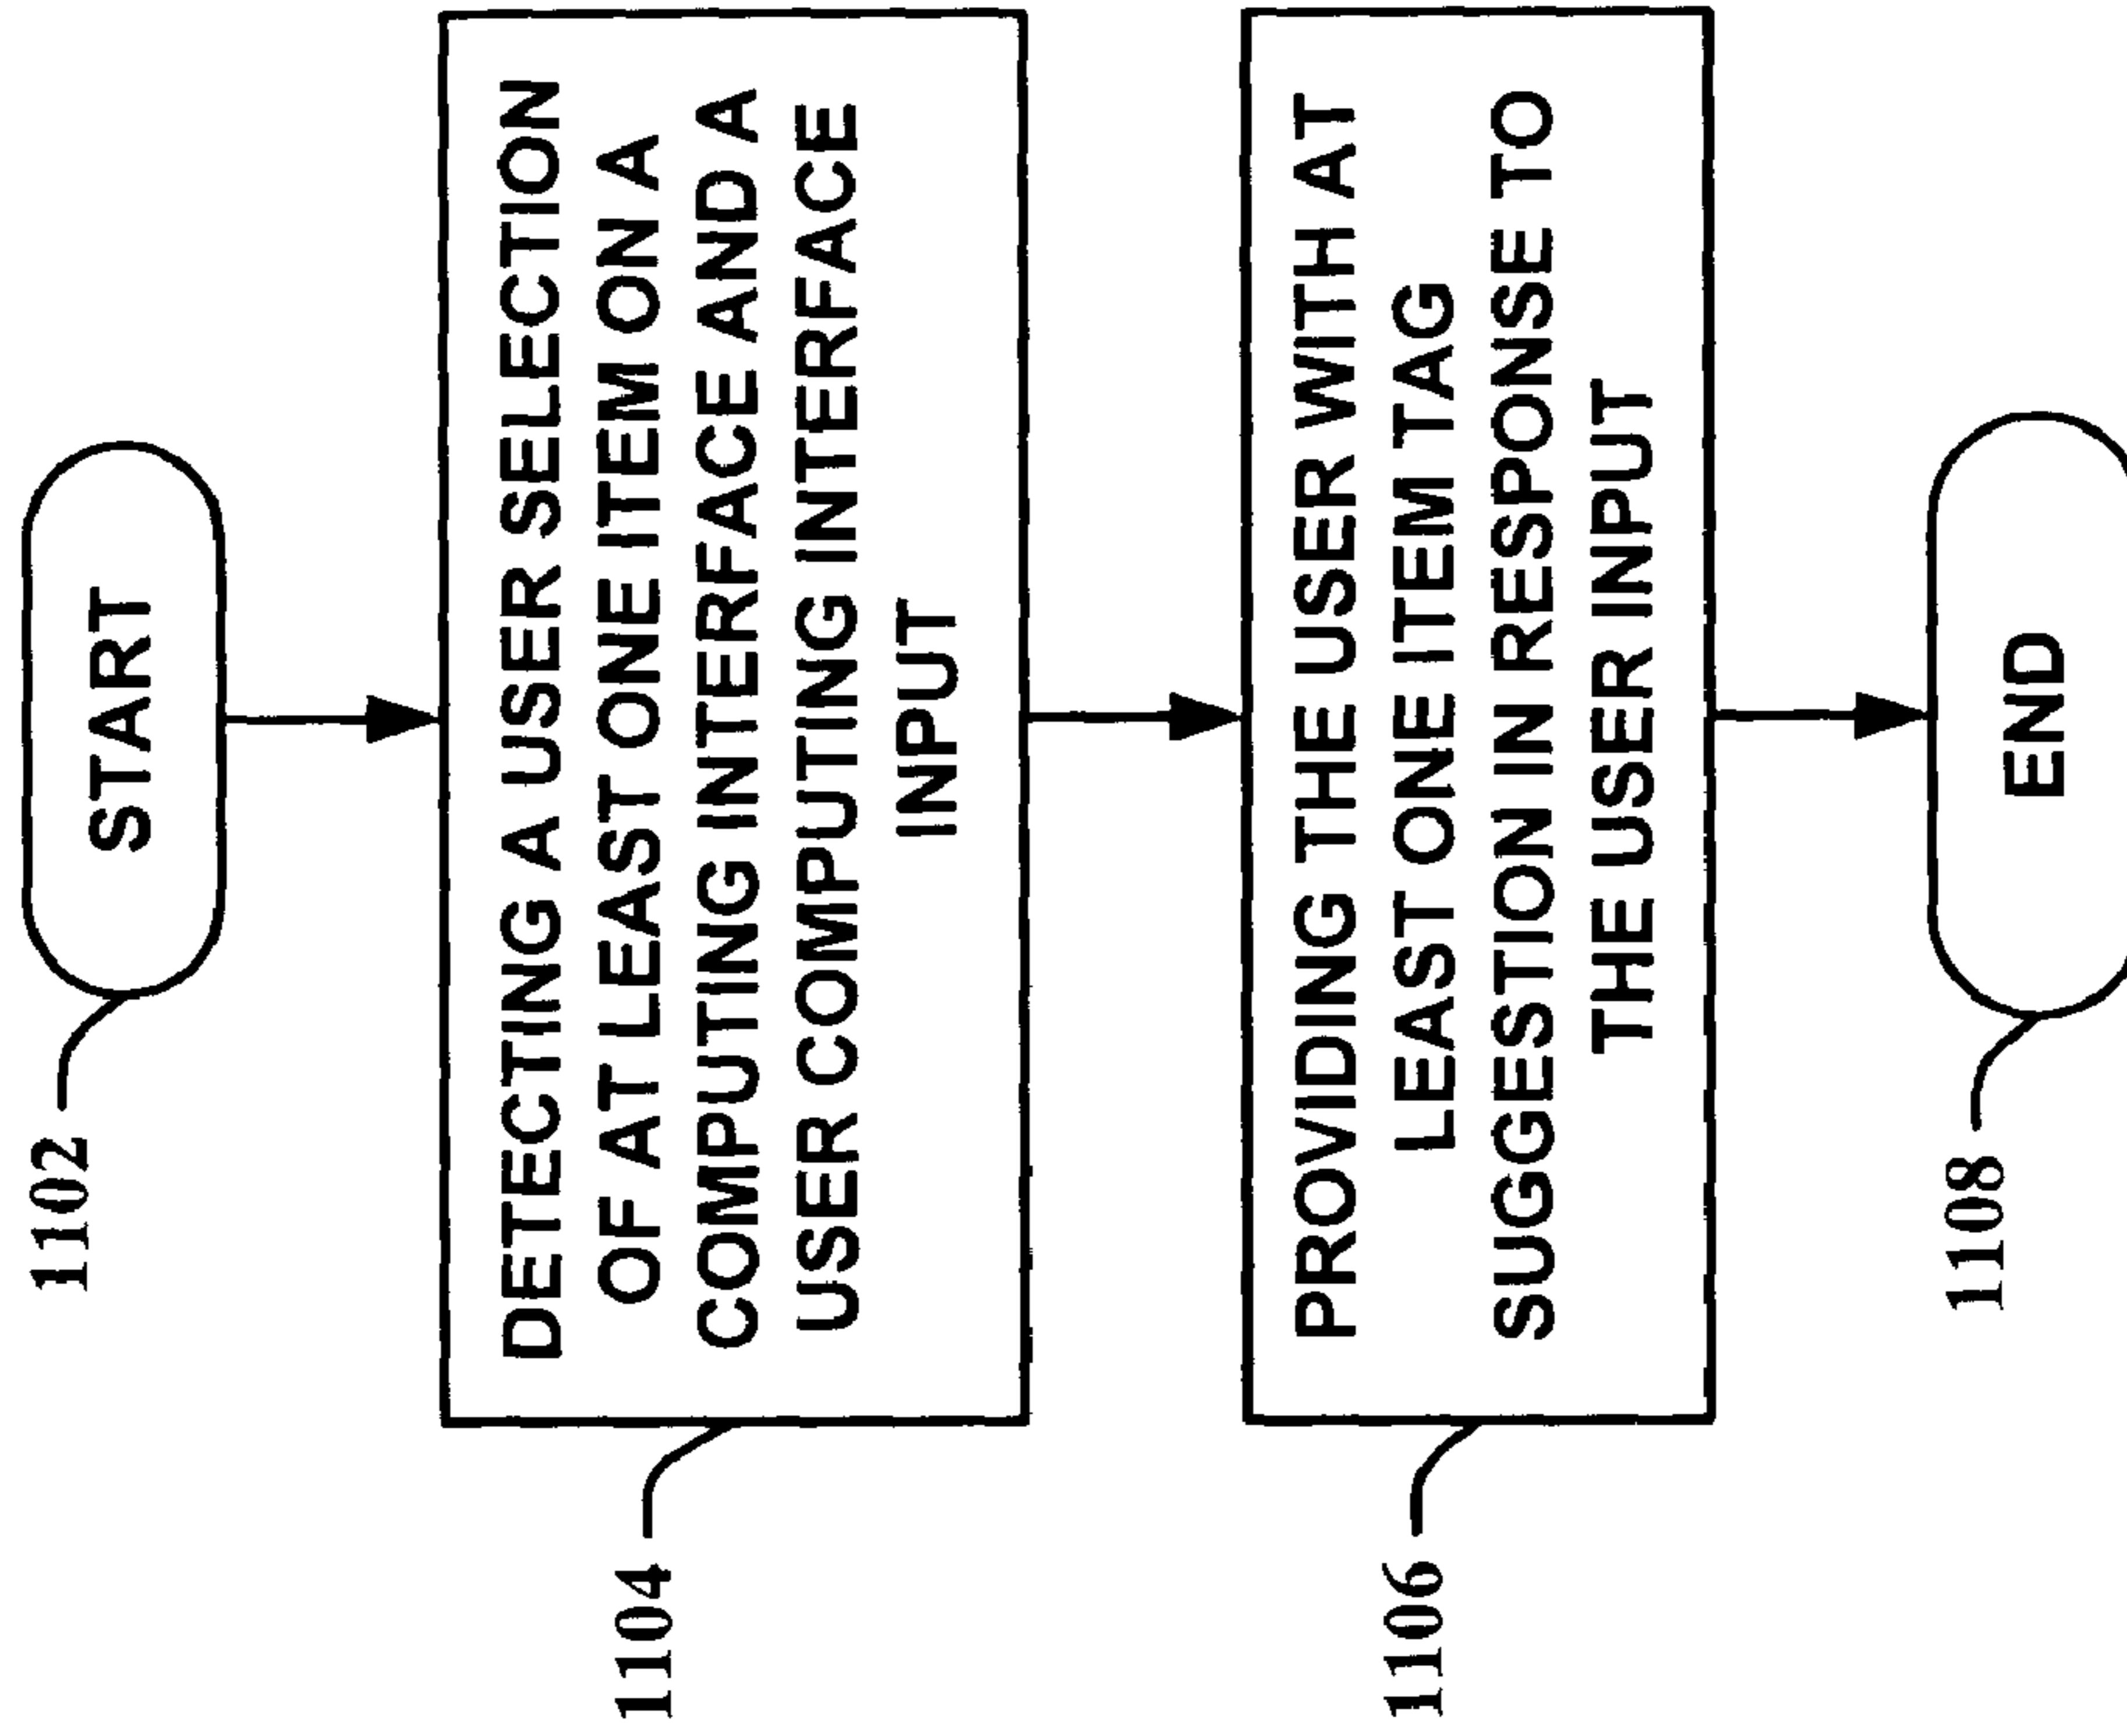 START
1102
DETECTING A USER SELECTION
OF AT LEAST ONE ITEM ON A
COMPUTING INTERFACE AND A
USER COMPUTING INTERFACE
INPUT
1104
PROVIDING THE USER WITH AT
LEAST ONE ITEM TAG
SUGGESTION IN RESPONSE TO
THE USER INPUT
1106
END
1108